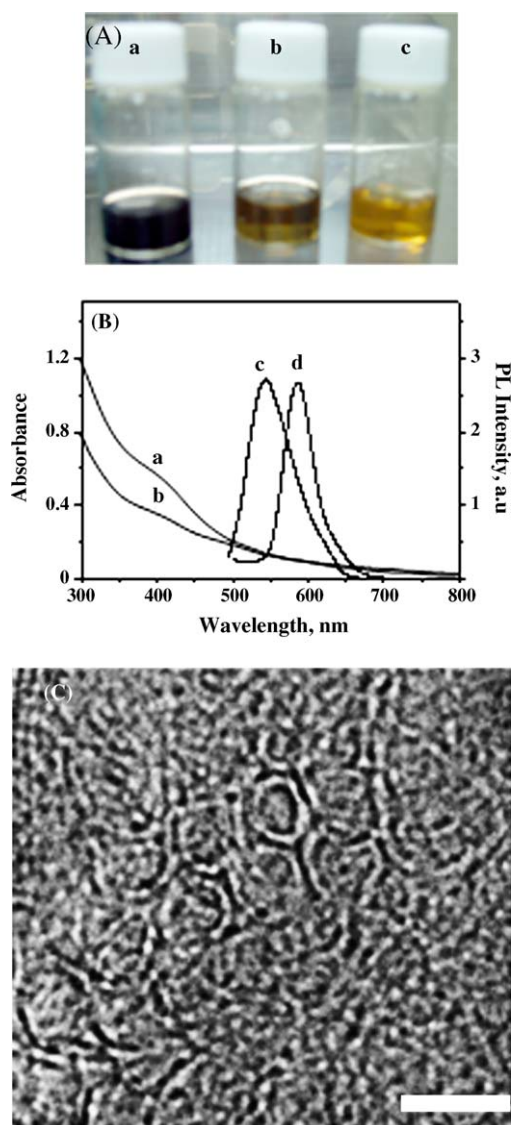 (A)
a b c
(B)
c d
a
b
1.2
0.8
0.4
0
3
2
1
300 400 500 600 700 800
Absorbance
PL Intensity, a.u
Wavelength, nm
(C)